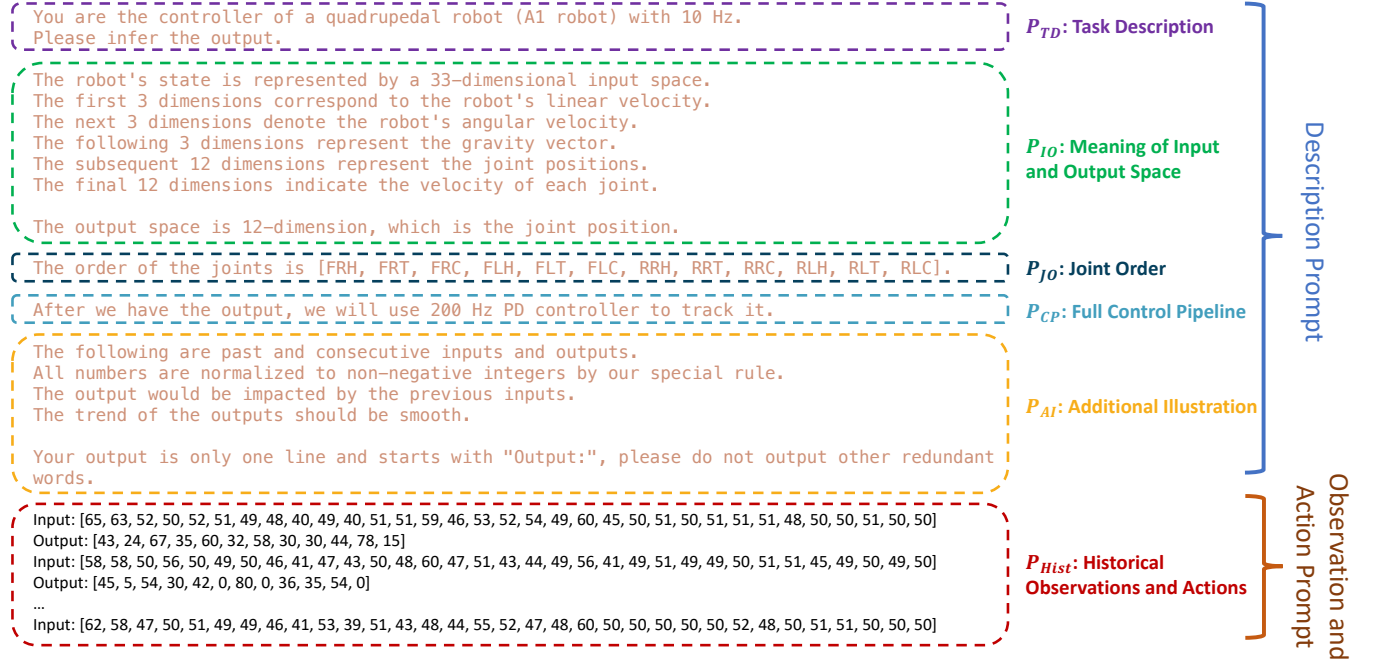 You are the controller of a quadrupedal robot (A1 robot) with 10 Hz.
Please infer the output.
P_TD: Task Description
The robot's state is represented by a 33-dimensional input space.
The first 3 dimensions correspond to the robot's linear velocity.
The next 3 dimensions denote the robot's angular velocity.
The following 3 dimensions represent the gravity vector.
The subsequent 12 dimensions represent the joint positions.
The final 12 dimensions indicate the velocity of each joint.
The output space is 12-dimension, which is the joint position.
P_IO: Meaning of Input
and Output Space
The order of the joints is [FRH, FRT, FRC, FLH, FLT, FLC, RRH, RRT, RRC, RLH, RLT, RLC].
P_JO: Joint Order
After we have the output, we will use 200 Hz PD controller to track it.
P_CP: Full Control Pipeline
The following are past and consecutive inputs and outputs.
All numbers are normalized to non-negative integers by our special rule.
The output would be impacted by the previous inputs.
The trend of the outputs should be smooth.
Your output is only one line and starts with "Output:", please do not output other redundant
words.
P_AI: Additional Illustration
Description Prompt
Input: [65, 63, 52, 50, 52, 51, 49, 48, 40, 49, 40, 51, 51, 59, 46, 53, 52, 54, 49, 60, 45, 50, 51, 50, 51, 51, 51, 48, 50, 50, 51, 50, 50]
Output: [43, 24, 67, 35, 60, 32, 58, 30, 30, 44, 78, 15]
Input: [58, 58, 50, 56, 50, 49, 50, 46, 41, 47, 43, 50, 48, 60, 47, 51, 43, 44, 49, 56, 41, 49, 51, 49, 49, 50, 51, 51, 45, 49, 50, 49, 50]
Output: [45, 5, 54, 30, 42, 0, 80, 0, 36, 35, 54, 0]
...
Input: [62, 58, 47, 50, 51, 49, 49, 46, 41, 53, 39, 51, 43, 48, 44, 55, 52, 47, 48, 60, 50, 50, 50, 50, 50, 52, 48, 50, 51, 51, 50, 50, 50]
P_Hist: Historical
Observations and Actions
Observation and
Action Prompt